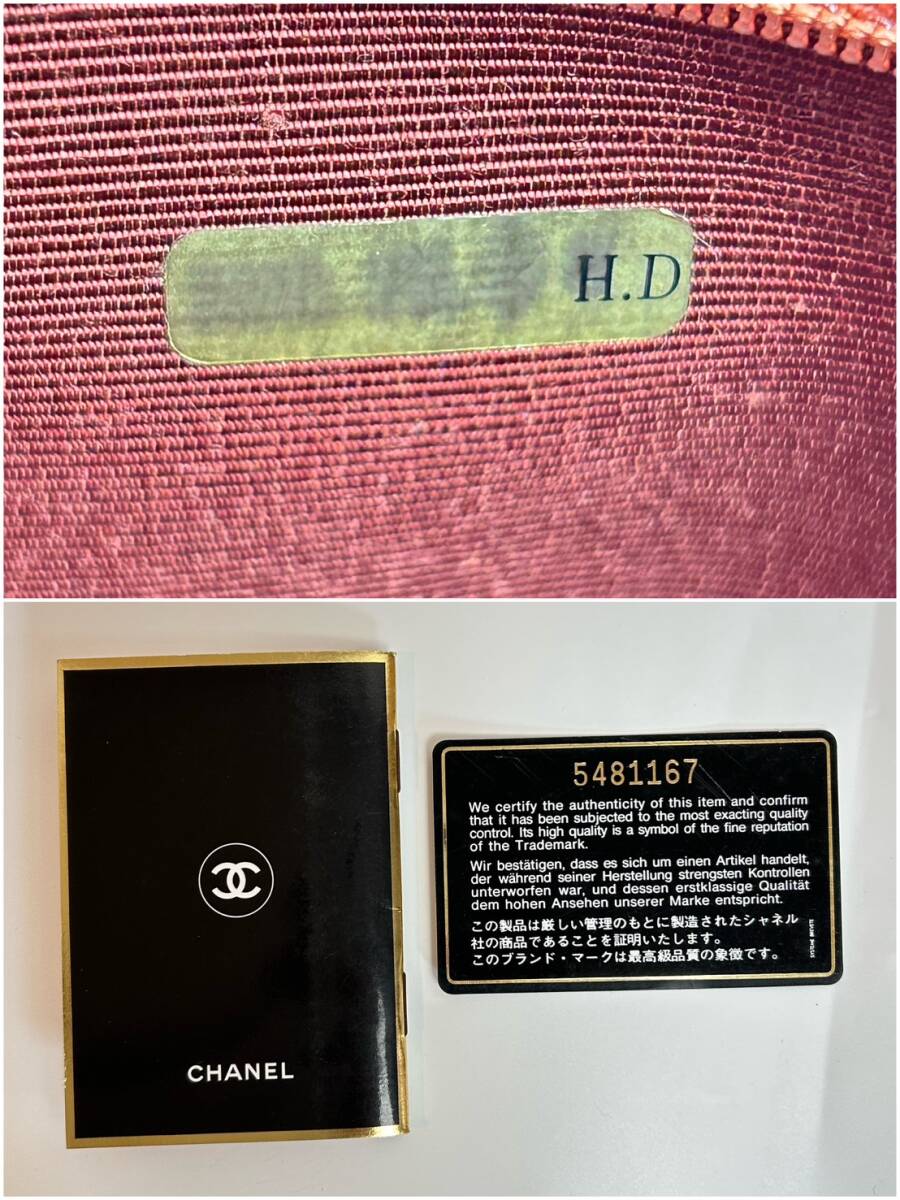 H.D
CHANEL
5481167
We certify the authenticity of this item and confirm
that it has been subjected to the most exacting quality
control. Its high quality is a symbol of the fine reputation
of the Trademark.
Wir bestätigen, dass es sich um einen Artikel handelt,
der während seiner Herstellung strengsten Kontrollen
unterworfen war, und dessen erstklassige Qualität
dem hohen Ansehen unserer Marke entspricht.
この製品は厳しい管理のもとに製造されたシャネル
社の商品であることを証明いたします。
このブランド・マークは最高級品質の象徴です。